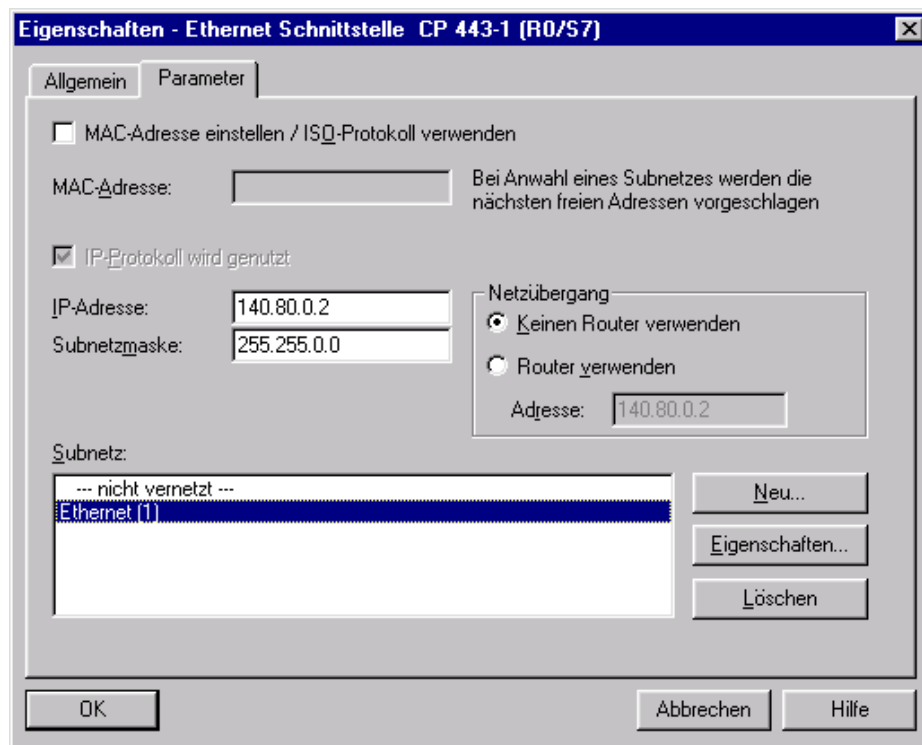 Eigenschaften - Ethernet Schnittstelle CP 443-1 (R0/S7)
Allgemein
Parameter
MAC-Adresse einstellen / ISO-Protokoll verwenden
MAC-Adresse:
Bei Anwahl eines Subnetzes werden die
nächsten freien Adressen vorgeschlagen
IP-Protokoll wird genutzt
IP-Adresse:
140.80.0.2
Subnetzmaske:
255.255.0.0
Netzübergang
Keinen Router verwenden
Router verwenden
Adresse:
140.80.0.2
Subnetz:
--- nicht vernetzt ---
Ethernet (1)
Neu...
Eigenschaften...
Löschen
OK
Abbrechen
Hilfe